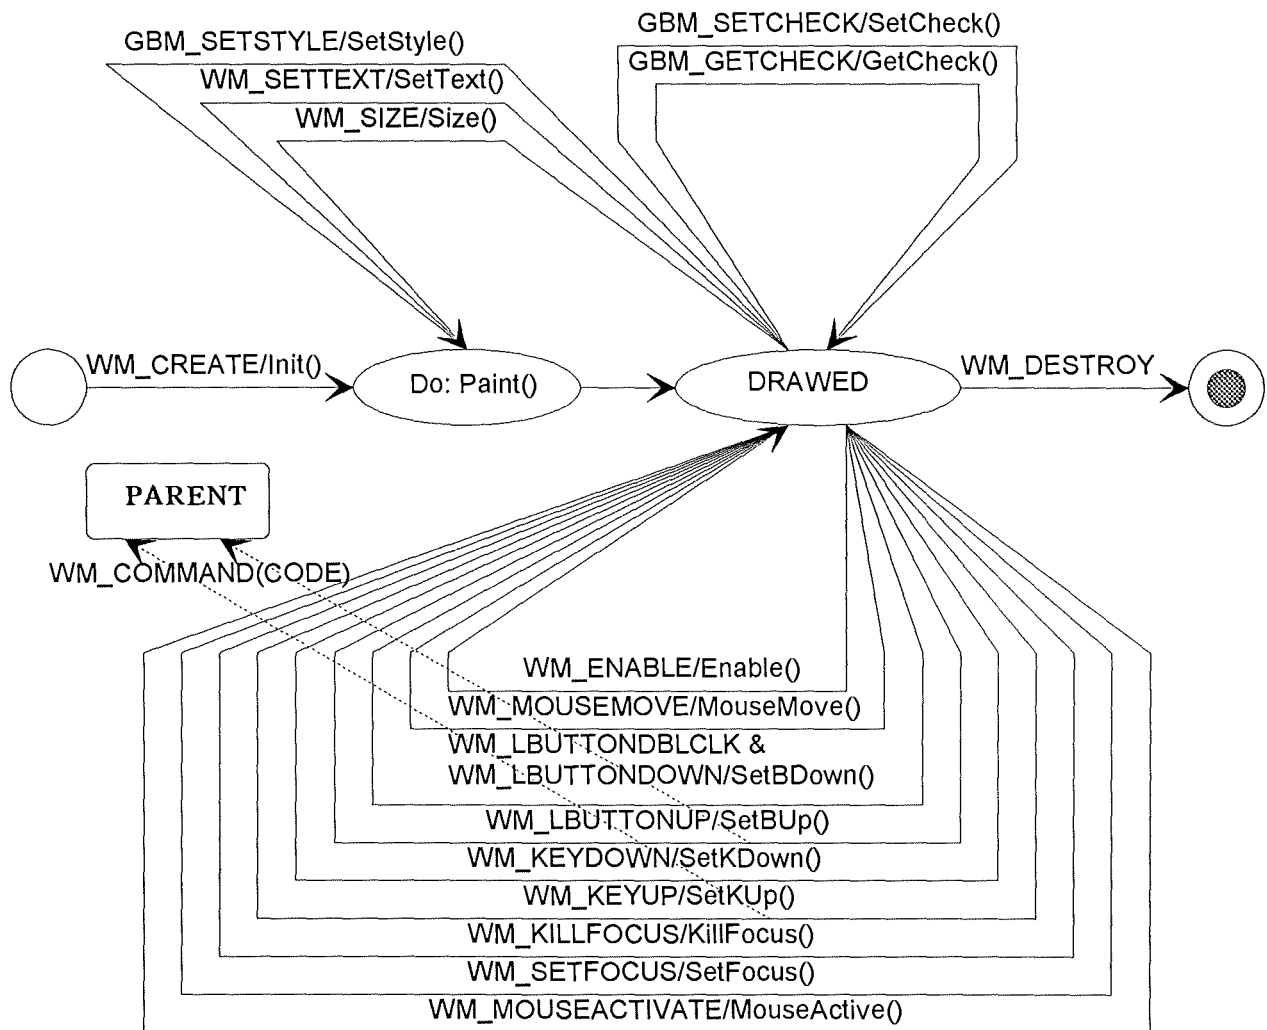 GBM_SETCHECK/SetCheck()
GBM_SETSTYLE/SetStyle()
GBM_GETCHECK/GetCheck()
WM_SETTEXT/SetText()
WM_SIZE/Size()
WM_CREATE/Init()
Do: Paint()
DRAWED
WM_DESTROY
PARENT
WM_COMMAND(CODE)
WM_ENABLE/Enable()
WM_MOUSEMOVE/MouseMove()
WM_LBUTTONDBLCLK &
WM_LBUTTONDOWN/SetBDown()
WM_LBUTTONUP/SetBUp()
WM_KEYDOWN/SetKDown()
WM_KEYUP/SetKUp()
WM_KILLFOCUS/KillFocus()
WM_SETFOCUS/SetFocus()
WM_MOUSEACTIVATE/MouseActive()